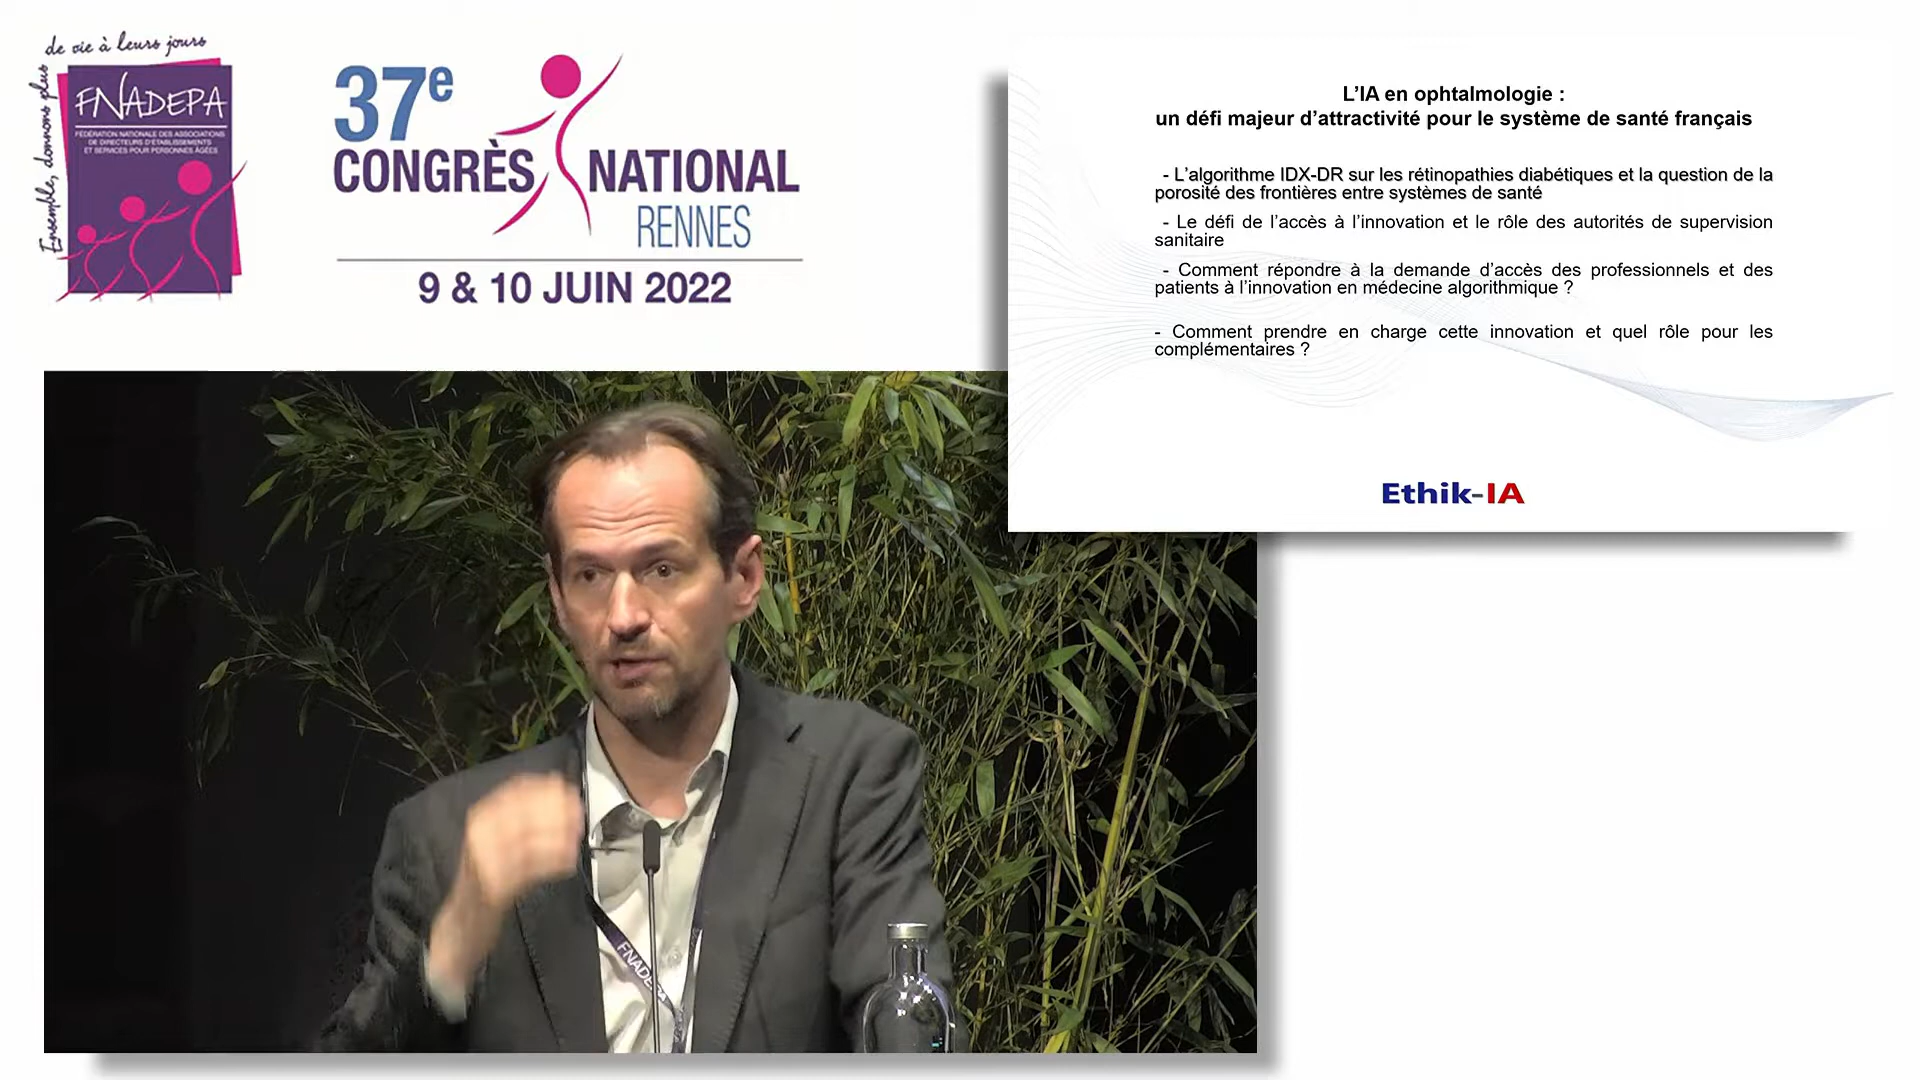 de vie à leurs jours
Ensemble, donnons plus
FNADEPA
FÉDÉRATION NATIONALE DES ASSOCIATIONS
DE DIRECTEURS D'ÉTABLISSEMENTS
ET SERVICES POUR PERSONNES ÂGÉES
37e
CONGRÈS NATIONAL
RENNES
9 & 10 JUIN 2022
L’IA en ophtalmologie :
un défi majeur d’attractivité pour le système de santé français
- L’algorithme IDX-DR sur les rétinopathies diabétiques et la question de la
porosité des frontières entre systèmes de santé
- Le défi de l’accès à l’innovation et le rôle des autorités de supervision
sanitaire
- Comment répondre à la demande d’accès des professionnels et des
patients à l’innovation en médecine algorithmique ?
- Comment prendre en charge cette innovation et quel rôle pour les
complémentaires ?
Ethik-IA
FNADEPA